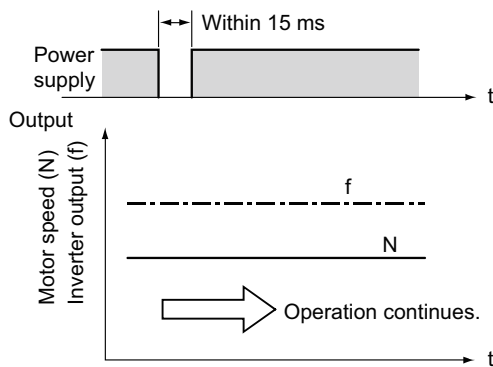 Within 15 ms
Power
supply
t
Output
Motor speed (N)
Inverter output (f)
f
N
Operation continues.
t